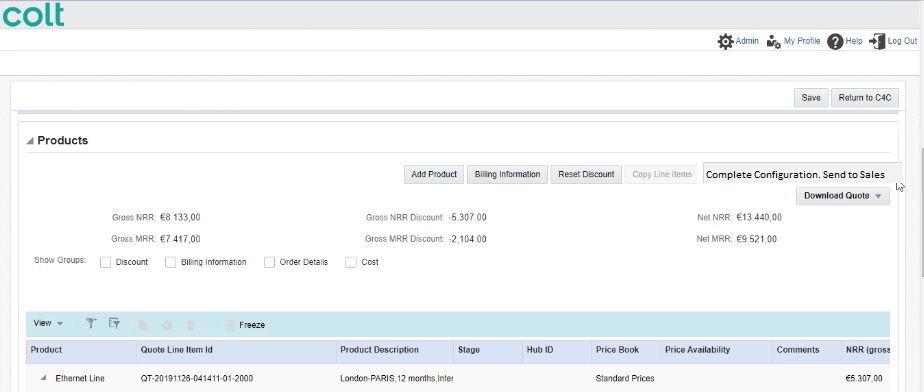 colt
Admin My Profile Help Log Out
Save Return to C4C
Products
Add Product Billing Information Reset Discount Copy Line Items Complete Configuration. Send to Sales
Download Quote
Gross NRR: €8.133,00 Gross NRR Discount: -5,307.00 Net NRR: €13.440,00
Gross MRR: €7.417,00 Gross MRR Discount: -2,104.00 Net MRR: €9.521,00
Show Groups: Discount Billing Information Order Details Cost
View Freeze
Product Quote Line Item Id Product Description Stage Hub ID Price Book Price Availability Comments NRR (gross
Ethernet Line QT-20191126-041411-01-2000 London-PARIS,12 months,Inter Standard Prices €5.307,00